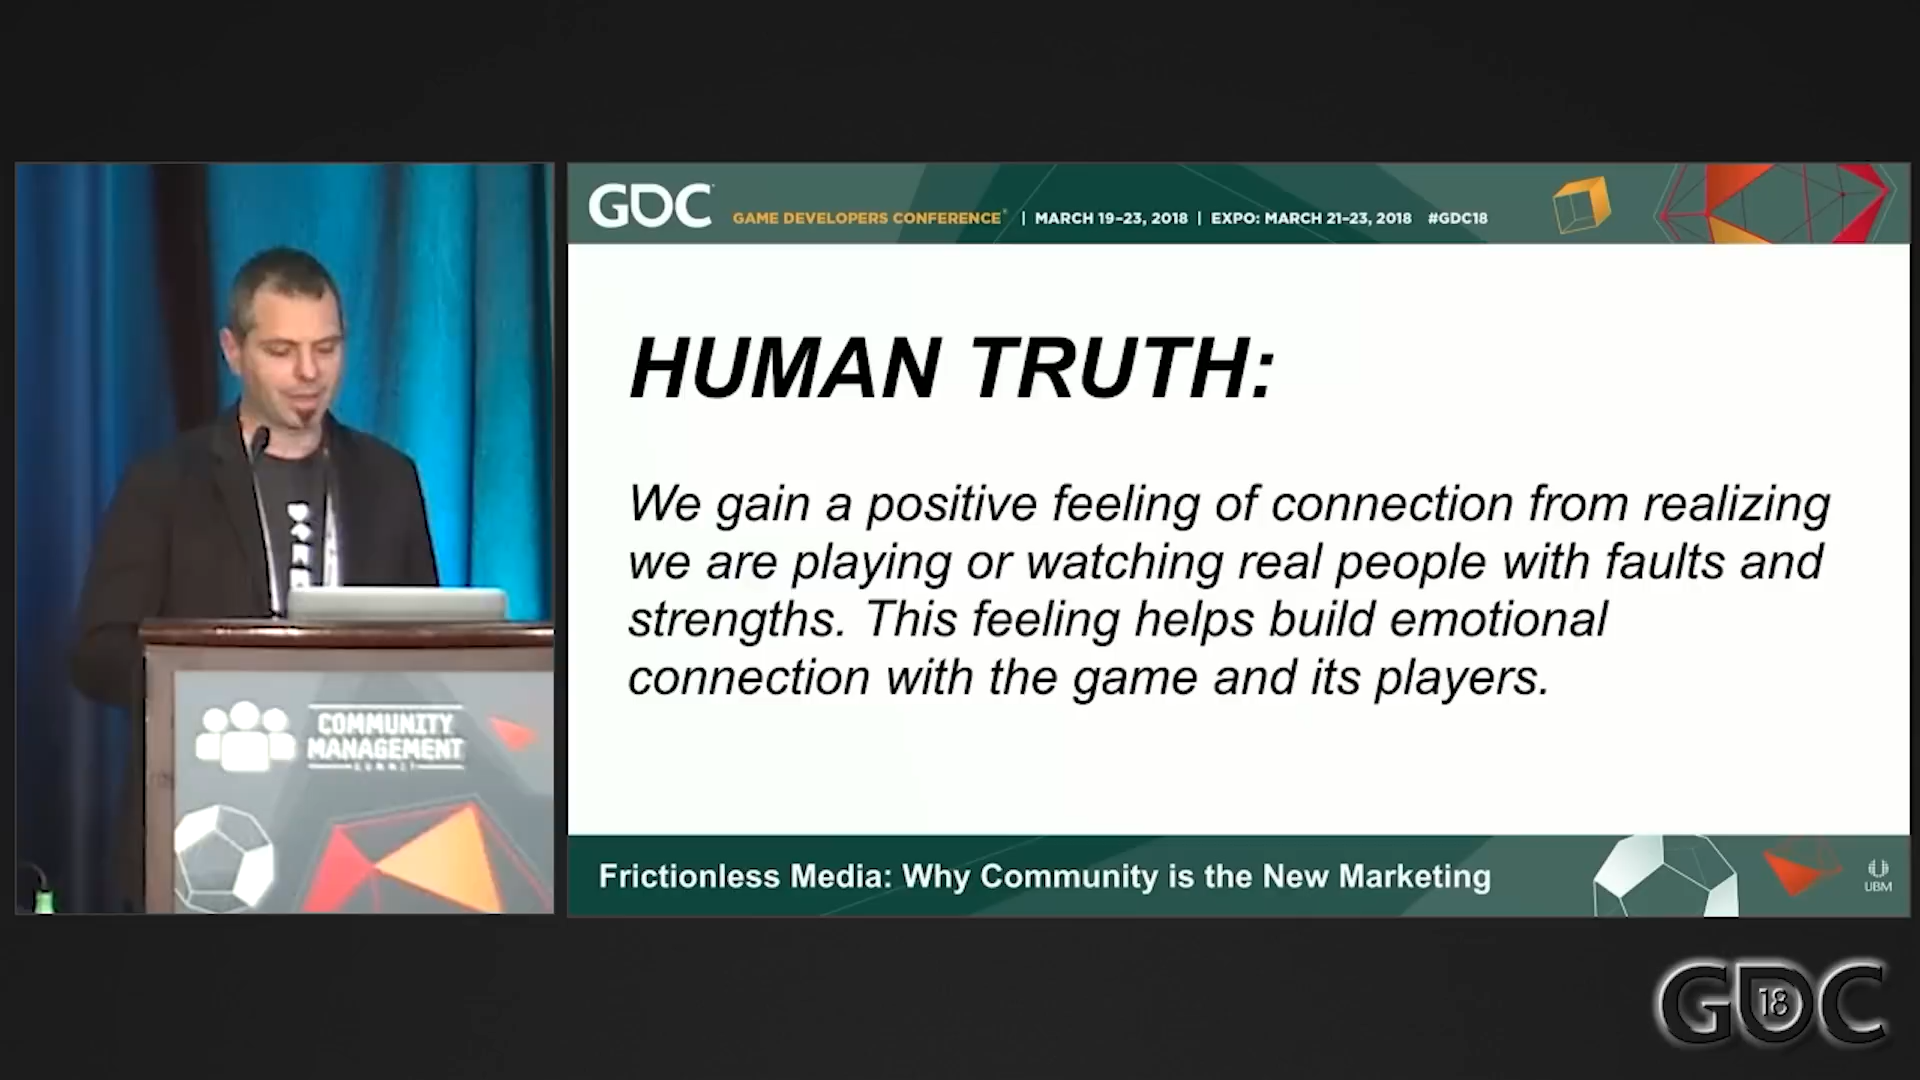 GDC
GAME DEVELOPERS CONFERENCE® | MARCH 19–23, 2018 | EXPO: MARCH 21–23, 2018 #GDC18
HUMAN TRUTH:
We gain a positive feeling of connection from realizing
we are playing or watching real people with faults and
strengths. This feeling helps build emotional
connection with the game and its players.
COMMUNITY
MANAGEMENT
SUMMIT
Frictionless Media: Why Community is the New Marketing
UBM
GDC
18